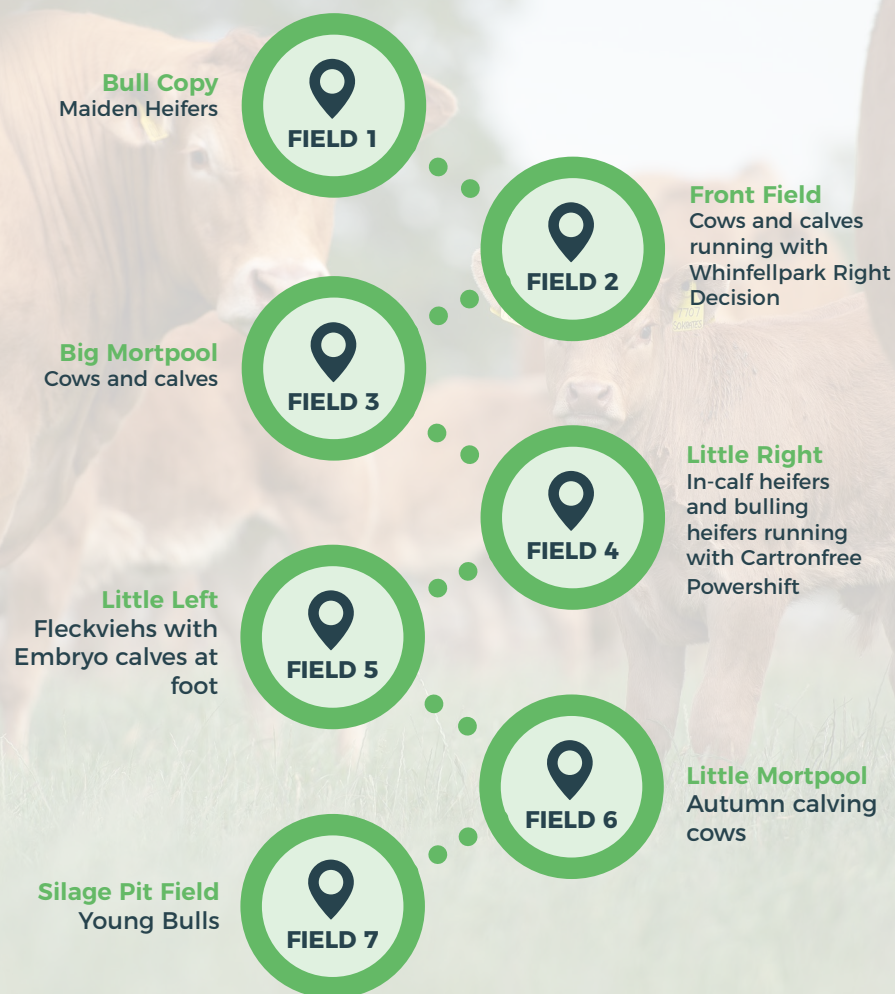 Bull Copy
Maiden Heifers
FIELD 1
Front Field
Cows and calves
running with
Whinfellpark Right
Decision
FIELD 2
Big Mortpool
Cows and calves
FIELD 3
Little Right
In-calf heifers
and bulling
heifers running
with Cartronfree
Powershift
FIELD 4
Little Left
Fleckviehs with
Embryo calves at
foot
FIELD 5
Little Mortpool
Autumn calving
cows
FIELD 6
Silage Pit Field
Young Bulls
FIELD 7